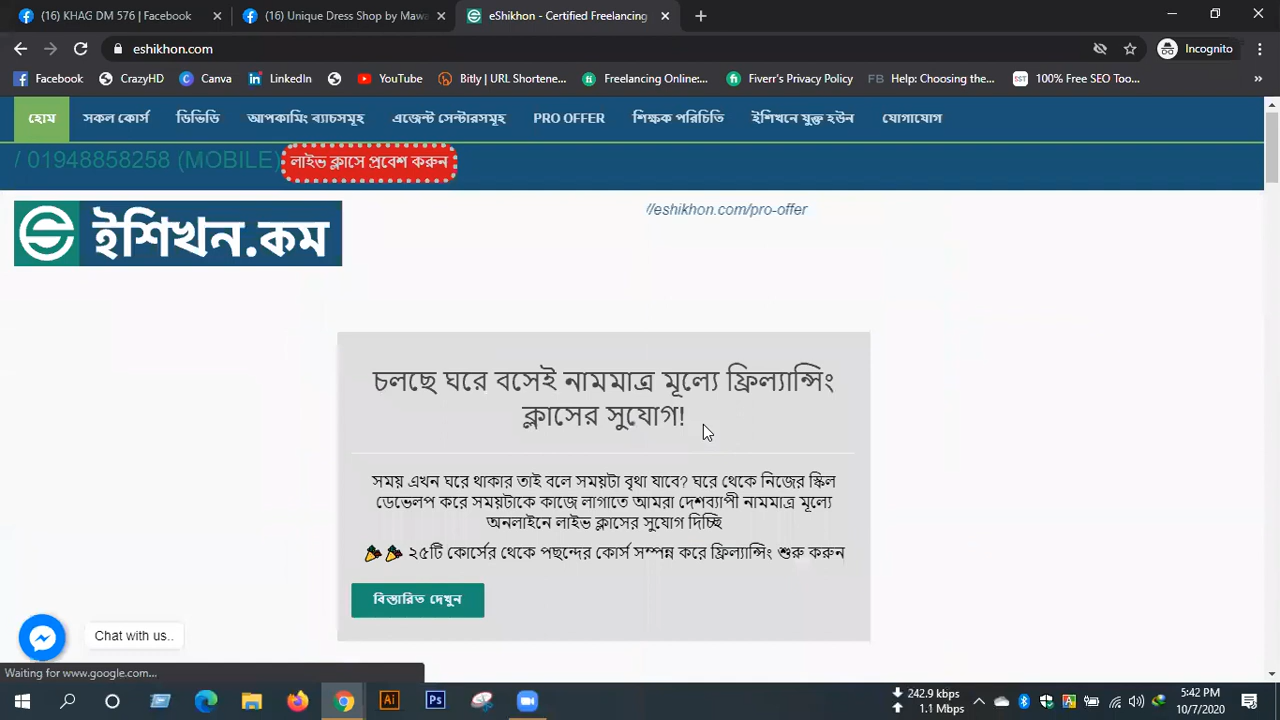 (16) KHAG DM 576 | Facebook
(16) Unique Dress Shop by Mawa
eShikhon - Certified Freelancing
eshikhon.com
Incognito
Facebook CrazyHD Canva LinkedIn YouTube Bitly | URL Shortene... Freelancing Online:... Fiverr's Privacy Policy FB Help: Choosing the... SST 100% Free SEO Too... »
হোম সকল কোর্স ডিভিডি আপকামিং ব্যাচসমূহ এজেন্ট সেন্টারসমূহ PRO OFFER শিক্ষক পরিচিতি ইশিখনে যুক্ত হউন যোগাযোগ
/ 01948858258 (MOBILE) লাইভ ক্লাসে প্রবেশ করুন
//eshikhon.com/pro-offer
ইশিখন.কম
চলছে ঘরে বসেই নামমাত্র মূল্যে ফ্রিল্যান্সিং
ক্লাসের সুযোগ!
সময় এখন ঘরে থাকার তাই বলে সময়টা বৃথা যাবে? ঘরে থেকে নিজের স্কিল
ডেভেলপ করে সময়টাকে কাজে লাগাতে আমরা দেশব্যাপী নামমাত্র মূল্যে
অনলাইনে লাইভ ক্লাসের সুযোগ দিচ্ছি
২৫টি কোর্সের থেকে পছন্দের কোর্স সম্পন্ন করে ফ্রিল্যান্সিং শুরু করুন
বিস্তারিত দেখুন
Chat with us..
Waiting for www.google.com...
Ai Ps
242.9 kbps
1.1 Mbps
5:42 PM
10/7/2020